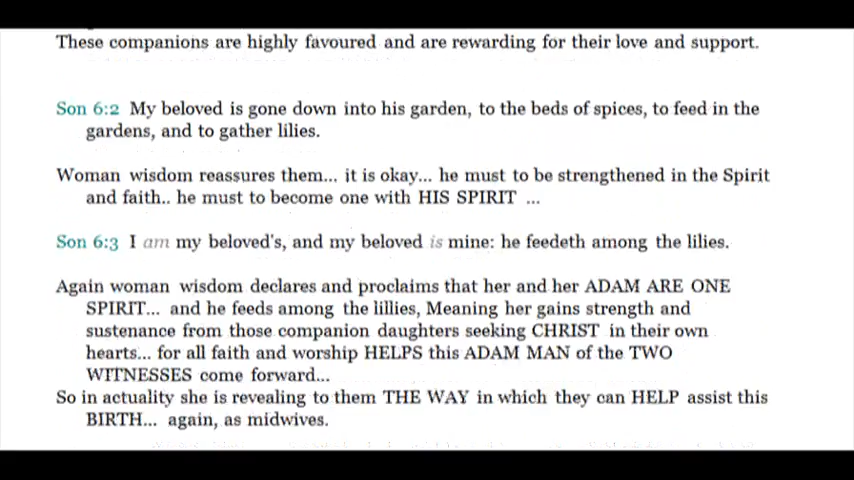 These companions are highly favoured and are rewarding for their love and support.
Son 6:2 My beloved is gone down into his garden, to the beds of spices, to feed in the
gardens, and to gather lilies.
Woman wisdom reassures them... it is okay... he must to be strengthened in the Spirit
and faith.. he must to become one with HIS SPIRIT ...
Son 6:3 I am my beloved's, and my beloved is mine: he feedeth among the lilies.
Again woman wisdom declares and proclaims that her and her ADAM ARE ONE
SPIRIT... and he feeds among the lillies, Meaning her gains strength and
sustenance from those companion daughters seeking CHRIST in their own
hearts... for all faith and worship HELPS this ADAM MAN of the TWO
WITNESSES come forward...
So in actuality she is revealing to them THE WAY in which they can HELP assist this
BIRTH... again, as midwives.